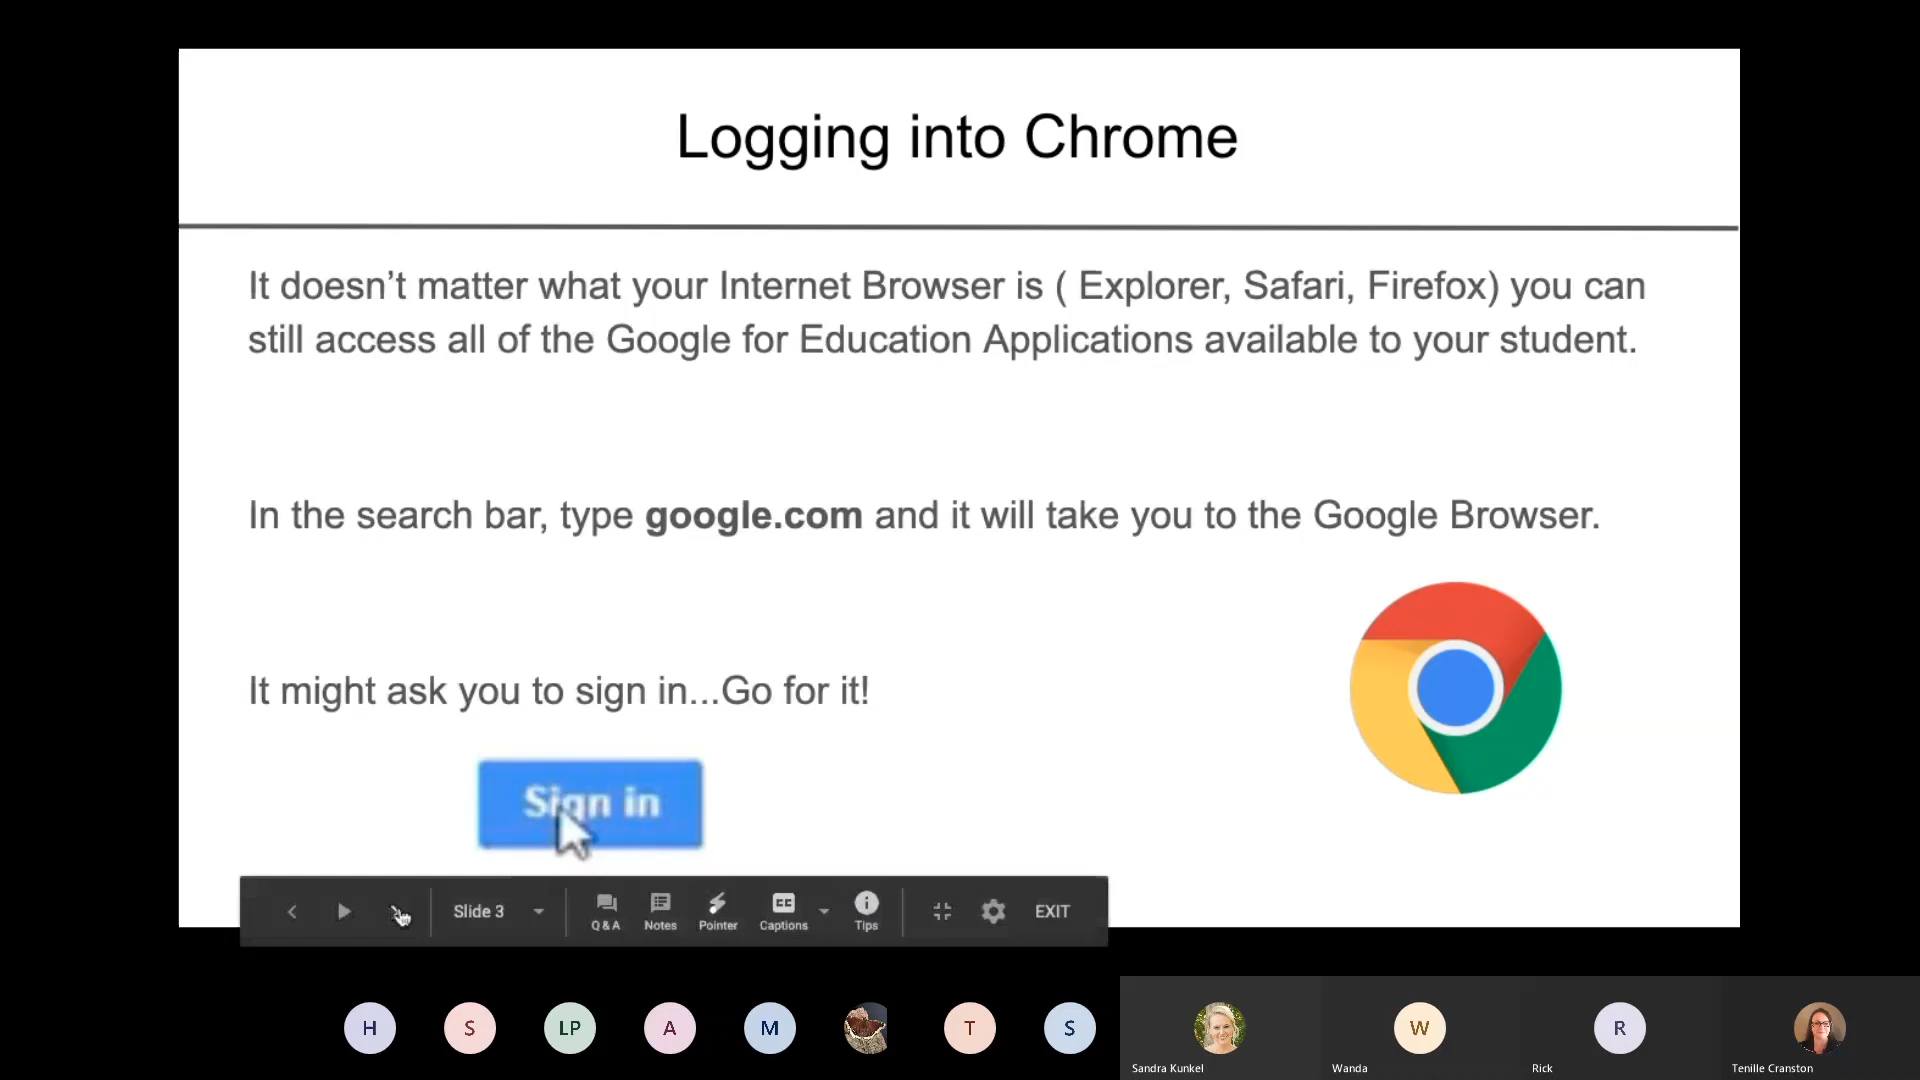 Logging into Chrome
It doesn’t matter what your Internet Browser is ( Explorer, Safari, Firefox) you can
still access all of the Google for Education Applications available to your student.
In the search bar, type google.com and it will take you to the Google Browser.
It might ask you to sign in...Go for it!
Sign in
Slide 3
Q & A
Notes
Pointer
CC
Captions
Tips
EXIT
H
S
LP
A
M
T
S
W
R
Sandra Kunkel
Wanda
Rick
Tenille Cranston